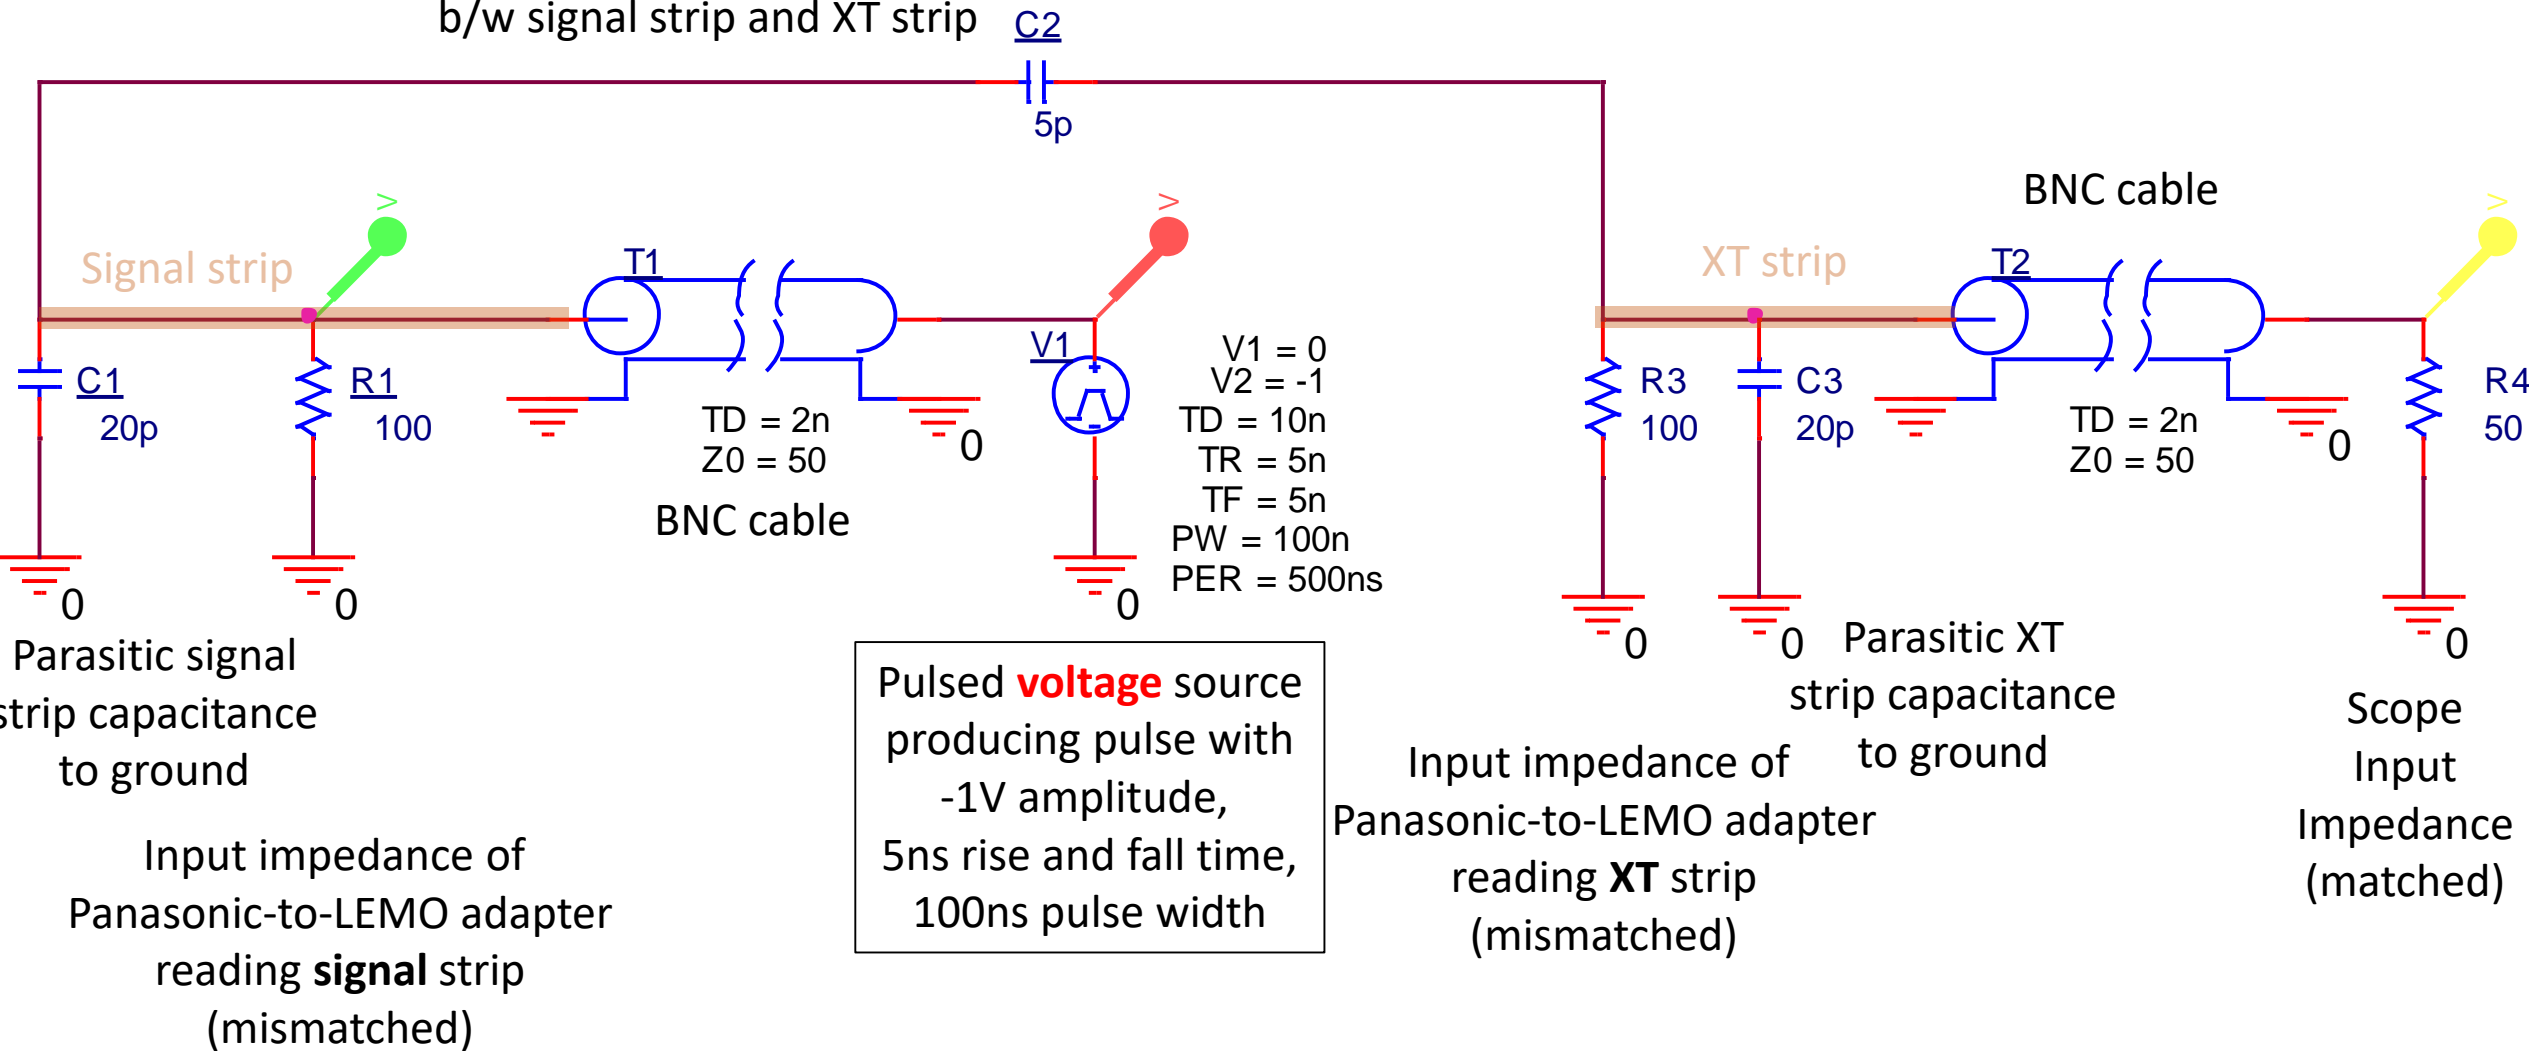 b/w signal strip and XT strip
C2
5p
BNC cable
Signal strip
XT strip
V
V
V
T1
T2
C1
20p
R1
100
TD = 2n
Z0 = 50
BNC cable
0
V1
V1 = 0
V2 = -1
TD = 10n
TR = 5n
TF = 5n
PW = 100n
PER = 500ns
R3
100
C3
20p
TD = 2n
Z0 = 50
0
R4
50
0
0
0
0
0
0
Parasitic signal
strip capacitance
to ground
Input impedance of
Panasonic-to-LEMO adapter
reading signal strip
(mismatched)
Pulsed voltage source
producing pulse with
-1V amplitude,
5ns rise and fall time,
100ns pulse width
Parasitic XT
strip capacitance
to ground
Input impedance of
Panasonic-to-LEMO adapter
reading XT strip
(mismatched)
Scope
Input
Impedance
(matched)